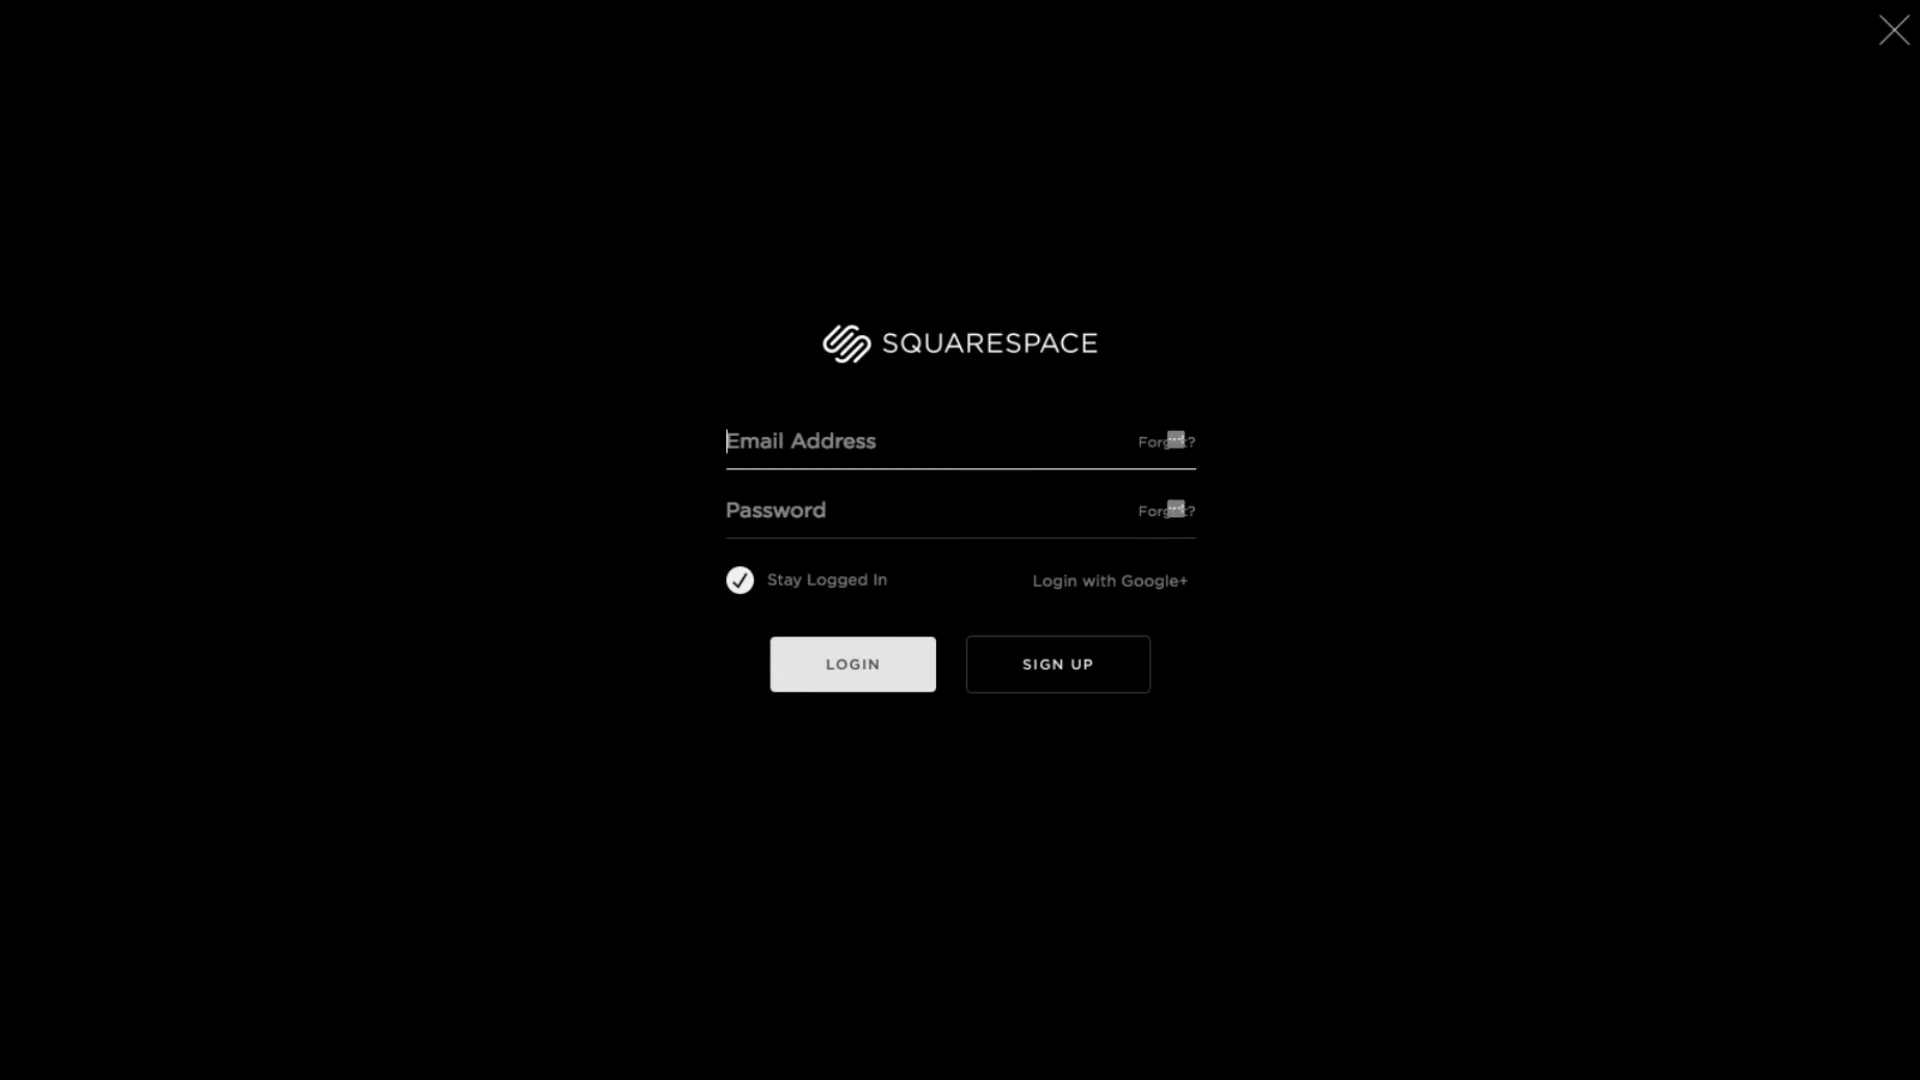 SQUARESPACE
Email Address
Password
Stay Logged In
Login with Google+
LOGIN
SIGN UP